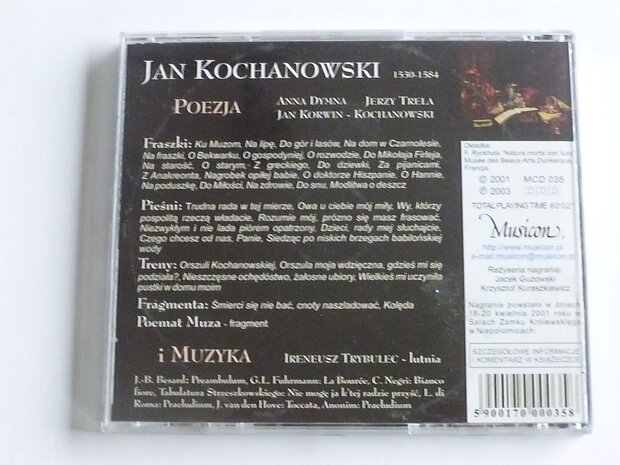 JAN KOCHANOWSKI 1530-1584
POEZJA
ANNA DYMNA JERZY TRELA
JAN KORWIN - KOCHANOWSKI
Fraszki: Ku Muzom, Na lipę, Do gór i lasów, Na dom w Czarnolesie,
Na fraszki, O Bekwarku, O gospodyniej, O rozwodzie, Do Mikołaja Firleja,
Na starość, O starym, Z greckiego, Do dziewki, Za pijanicami,
Z Anakreonta, Nagrobek opiłej babie, O doktorze Hiszpanie, O Hannie,
Na poduszkę, Do Miłości, Na zdrowie, Do snu, Modlitwa o deszcz
Pieśni: Trudna rada w tej mierze, Owa u ciebie mój miły, Wy, którzy
pospolitą rzeczą władacie, Rozumie mój, prózno się masz frasować,
Niezwykłym i nie lada piórem opatrzony, Dzieci, rady mej słuchajcie,
Czego chcesz od nas, Panie, Siedząc po niskich brzegach babilońskiej
wody
Treny: Orszuli Kochanowskiej, Orszula moja wdzięczna, gdzieś mi się
podziała?, Nieszczęsne ochędóstwo, żałosne ubiory, Wielkieś mi uczyniła
pustki w domu moim
Fragmenta: Śmierci się nie bać, cnoty naszladować, Kolęda
Poemat Muza - fragment
i MUZYKA IRENEUSZ TRYBULEC - lutnia
J.-B. Besard: Preambulum, G.L. Fuhrmann: La Bourée, C. Negri: Bianco
fiore, Tabulatura Strzeszkowskiego: Nie mogę ja k'tej radzie przyść, L. di
Roma: Praeludium, J. van den Hove: Toccata, Anonim: Praeludium
Okładka:
F. Ryckhals "Natura morta con
Musée des Beaux-Arts, Dunkerque,
Francja.
© 2001 MCD 035
℗ 2003 DDD
TOTAL PLAYING TIME 60'02"
Musicon
http://www.musicon.pl
e-mail:musicon@musicon.pl
Reżyseria nagrania:
Jacek Guzowski
Krzysztof Kuraszkiewicz
Nagranie powstało w dniach
18-20 kwietnia 2001 roku w
Salach Zamku Królewskiego
w Niepołomicach.
SZCZEGÓŁOWE INFORMACJE
I KOMENTARZ W KSIĄŻECZCE
5 900170 000358